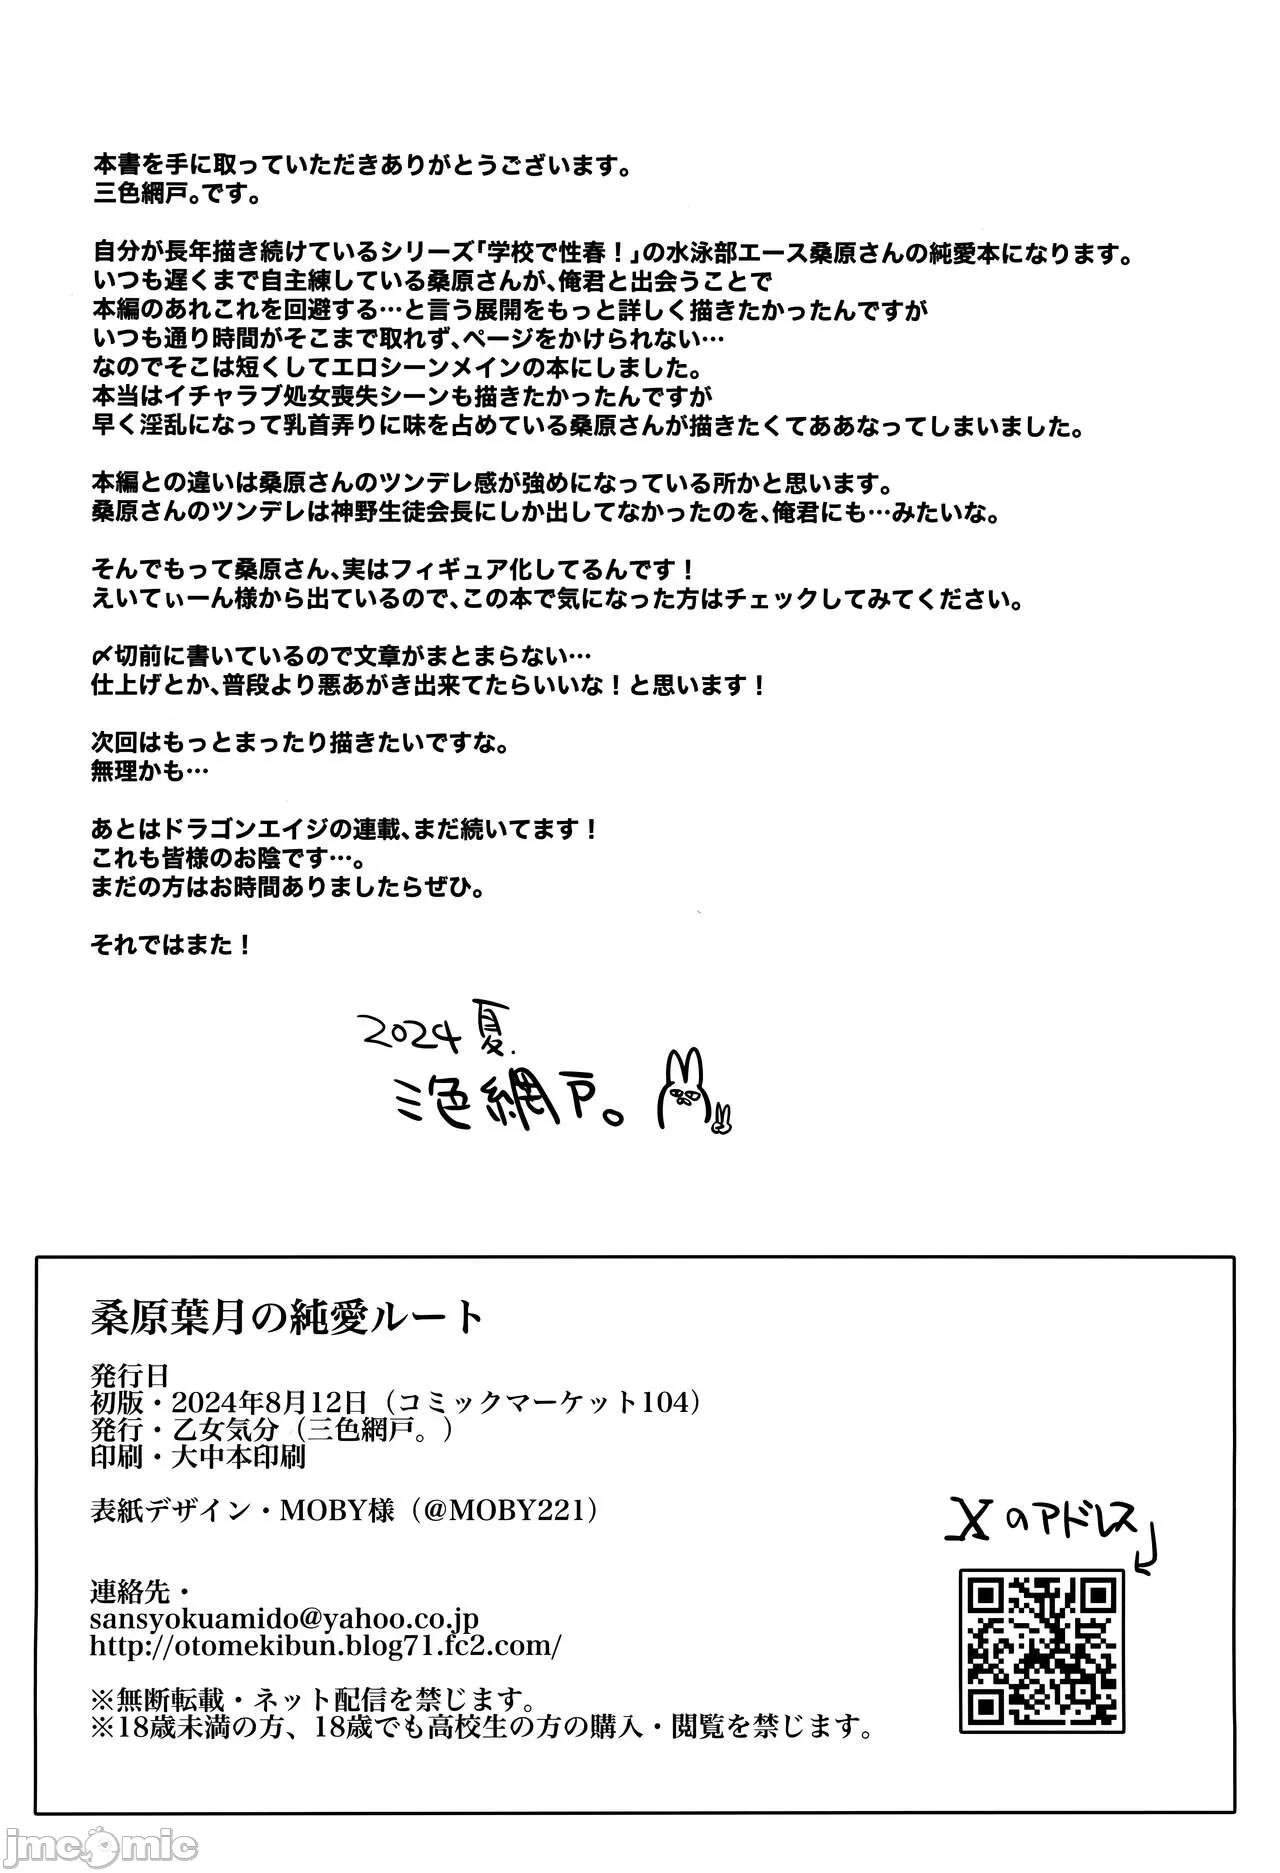 本書を手に取っていただきありがとうございます。
三色網戸。です。
自分が長年描き続けているシリーズ「学校で性春！」の水泳部エース桑原さんの純愛本になります。
いつも遅くまで自主練している桑原さんが、俺君と出会うことで
本編のあれこれを回避する…と言う展開をもっと詳しく描きたかったんですが
いつも通り時間がそこまで取れず、ページをかけられない…
なのでそこは短くしてエロシーンメインの本にしました。
本当はイチャラブ処女喪失シーンも描きたかったんですが
早く淫乱になって乳首弄りに味を占めている桑原さんが描きたくてああなってしまいました。
本編との違いは桑原さんのツンデレ感が強めになっている所かと思います。
桑原さんのツンデレは神野生徒会長にしか出してなかったのを、俺君にも…みたいな。
そんでもって桑原さん、実はフィギュア化してるんです！
えいてぃーん様から出ているので、この本で気になった方はチェックしてみてください。
〆切前に書いているので文章がまとまらない…
仕上げとか、普段より悪あがき出来てたらいいな！と思います！
次回はもっとまったり描きたいですな。
無理かも…
あとはドラゴンエイジの連載、まだ続いてます！
これも皆様のお陰です…。
まだの方はお時間ありましたらぜひ。
それではまた！
2024夏.
三色網戸。
桑原葉月の純愛ルート
発行日
初版・2024年8月12日（コミックマーケット104）
発行・乙女気分（三色網戸。）
印刷・大中本印刷
表紙デザイン・MOBY様（@MOBY221）
Xのアドレス
連絡先・
sansyokuamido@yahoo.co.jp
http://otomekibun.blog71.fc2.com/
※無断転載・ネット配信を禁じます。
※18歳未満の方、18歳でも高校生の方の購入・閲覧を禁じます。
jmcomic